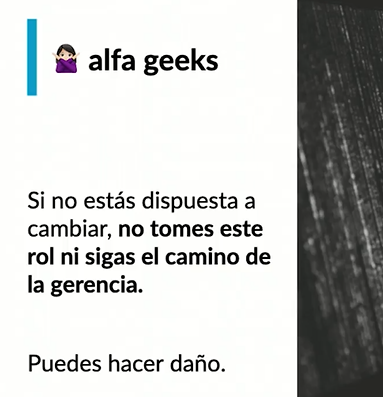 🙅🏻‍♀️ alfa geeks
Si no estás dispuesta a
cambiar, no tomes este
rol ni sigas el camino de
la gerencia.
Puedes hacer daño.